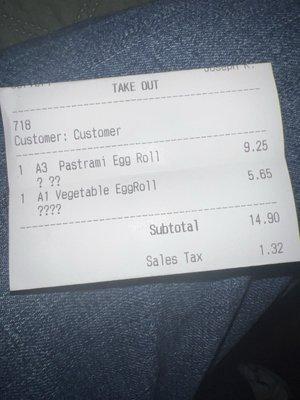 Joseph K.
TAKE OUT
718
Customer: Customer
1 A3 Pastrami Egg Roll 9.25
? ??
1 A1 Vegetable EggRoll 5.65
????
Subtotal 14.90
Sales Tax 1.32